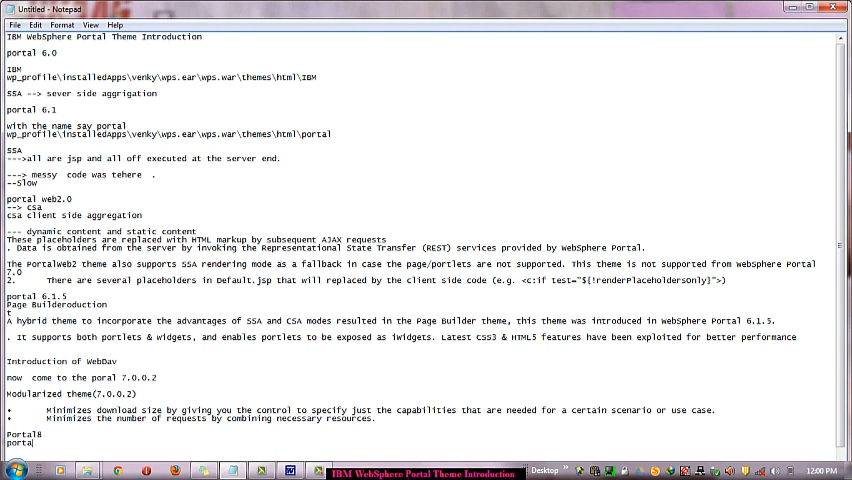 Untitled - Notepad
File Edit Format View Help
IBM WebSphere Portal Theme Introduction
portal 6.0
IBM
wp_profile\installedApps\venky\wps.ear\wps.war\themes\html\IBM
SSA --> sever side aggrigation
portal 6.1
with the name say portal
wp_profile\installedApps\venky\wps.ear\wps.war\themes\html\portal
SSA
--->all are jsp and all off executed at the server end.
---> messy code was tehere .
--Slow
portal web2.0
--> csa
csa client side aggregation
--- dynamic content and static content
These placeholders are replaced with HTML markup by subsequent AJAX requests
. Data is obtained from the server by invoking the Representational State Transfer (REST) services provided by WebSphere Portal.
The PortalWeb2 theme also supports SSA rendering mode as a fallback in case the page/portlets are not supported. This theme is not supported from WebSphere Portal
7.0
2. There are several placeholders in Default.jsp that will replaced by the client side code (e.g. <c:if test="${!renderPlaceholdersOnly}">)
portal 6.1.5
Page Builderoduction
t
A hybrid theme to incorporate the advantages of SSA and CSA modes resulted in the Page Builder theme, this theme was introduced in WebSphere Portal 6.1.5.
. It supports both portlets & widgets, and enables portlets to be exposed as iWidgets. Latest CSS3 & HTML5 features have been exploited for better performance
Introduction of WebDav
now come to the poral 7.0.0.2
Modularized theme(7.0.0.2)
• Minimizes download size by giving you the control to specify just the capabilities that are needed for a certain scenario or use case.
• Minimizes the number of requests by combining necessary resources.
Portal8
porta
IBM WebSphere Portal Theme Introduction
Desktop
12:00 PM